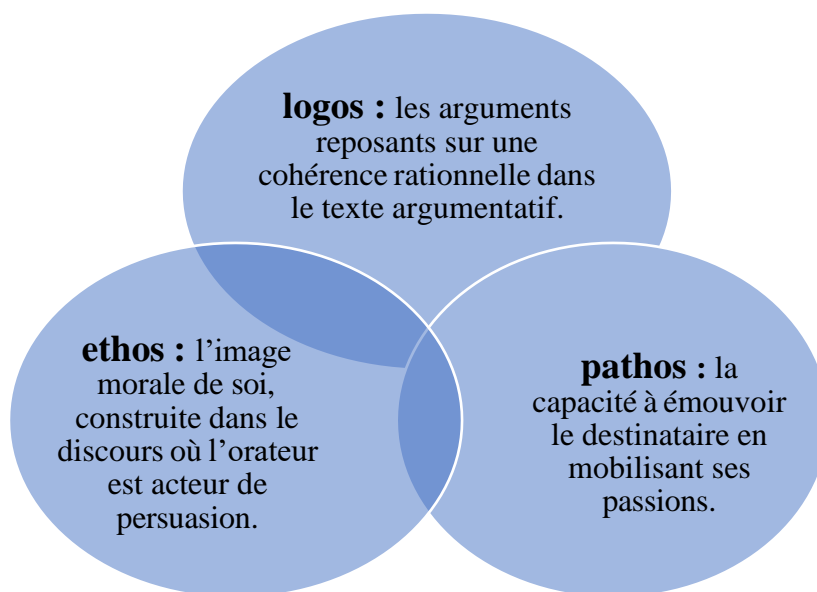 logos : les arguments
reposants sur une
cohérence rationnelle dans
le texte argumentatif.
ethos : l’image
morale de soi,
construite dans le
discours où l’orateur
est acteur de
persuasion.
pathos : la
capacité à émouvoir
le destinataire en
mobilisant ses
passions.